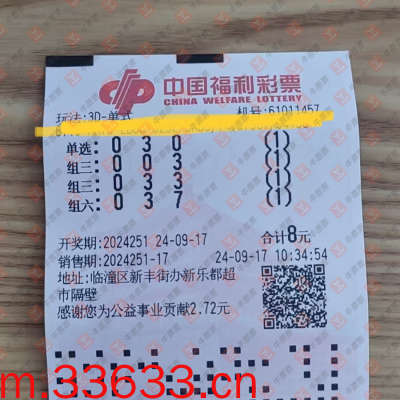 中国福利彩票
CHINA WELFARE LOTTERY
玩法:3D-单式 机号:61011457
单选: 0 3 0 (1)
组三: 0 3 3 (1)
组三: 0 3 3 (1)
组六: 0 3 7 (1)
开奖期:2024251 24-09-17 合计8元
销售期:2024251-17 24-09-17 10:34:54
地址:临潼区新丰街办新乐都超
市隔壁
感谢您为公益事业贡献2.72元
m.33633.cn